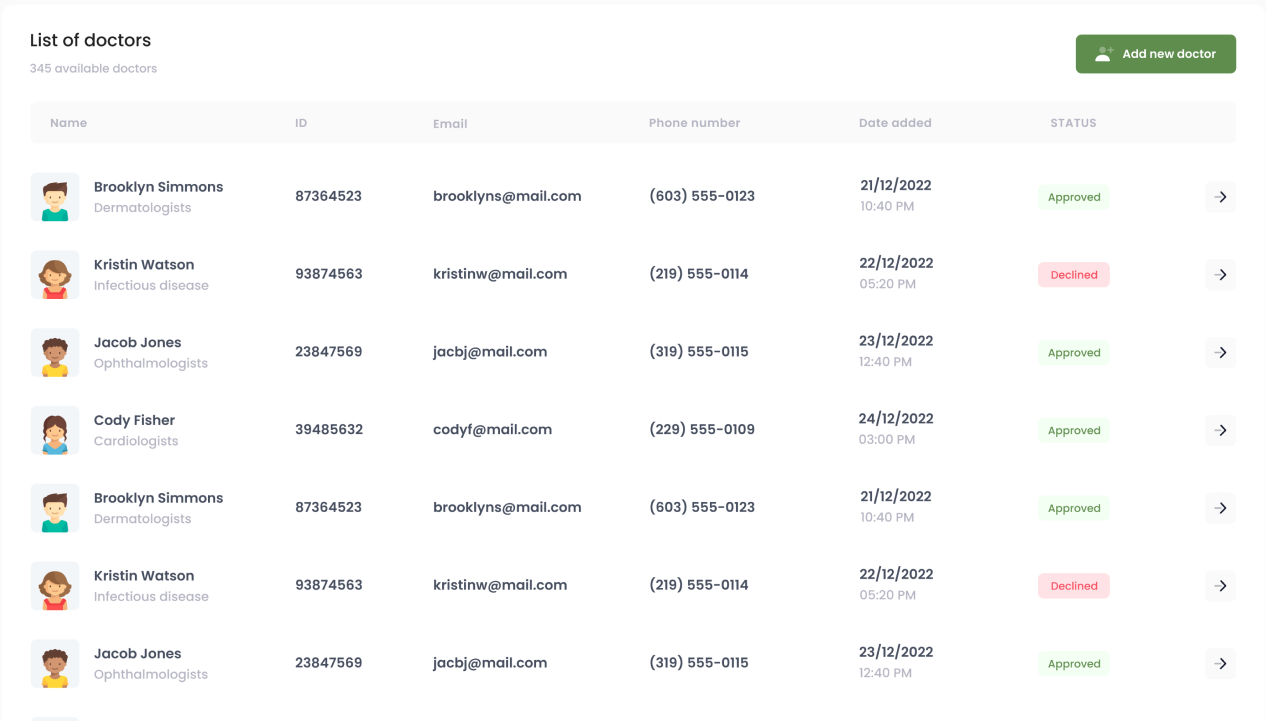 List of doctors
345 available doctors
Add new doctor
Name ID Email Phone number Date added STATUS
Brooklyn Simmons
Dermatologists
87364523
brooklyns@mail.com
(603) 555-0123
21/12/2022
10:40 PM
Approved
Kristin Watson
Infectious disease
93874563
kristinw@mail.com
(219) 555-0114
22/12/2022
05:20 PM
Declined
Jacob Jones
Ophthalmologists
23847569
jacbj@mail.com
(319) 555-0115
23/12/2022
12:40 PM
Approved
Cody Fisher
Cardiologists
39485632
codyf@mail.com
(229) 555-0109
24/12/2022
03:00 PM
Approved
Brooklyn Simmons
Dermatologists
87364523
brooklyns@mail.com
(603) 555-0123
21/12/2022
10:40 PM
Approved
Kristin Watson
Infectious disease
93874563
kristinw@mail.com
(219) 555-0114
22/12/2022
05:20 PM
Declined
Jacob Jones
Ophthalmologists
23847569
jacbj@mail.com
(319) 555-0115
23/12/2022
12:40 PM
Approved